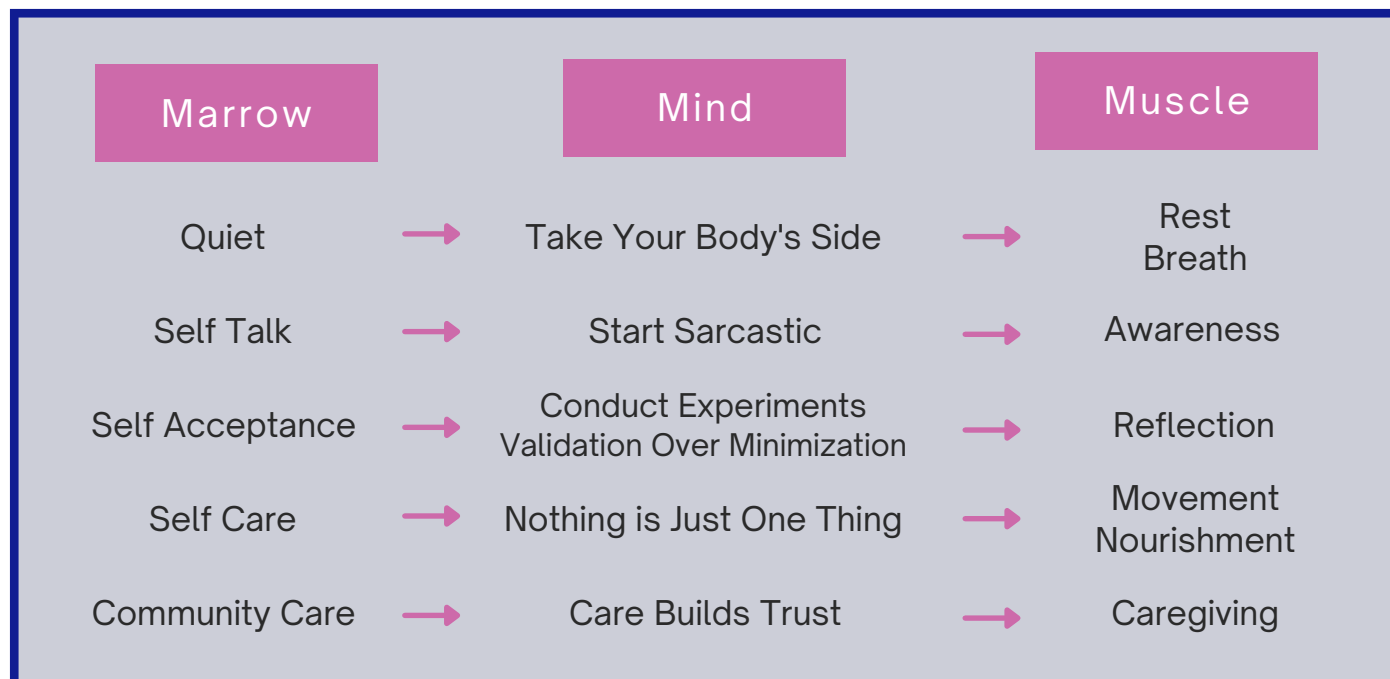 Marrow
Mind
Muscle
Quiet
Take Your Body's Side
Rest
Breath
Self Talk
Start Sarcastic
Awareness
Self Acceptance
Conduct Experiments
Validation Over Minimization
Reflection
Self Care
Nothing is Just One Thing
Movement
Nourishment
Community Care
Care Builds Trust
Caregiving